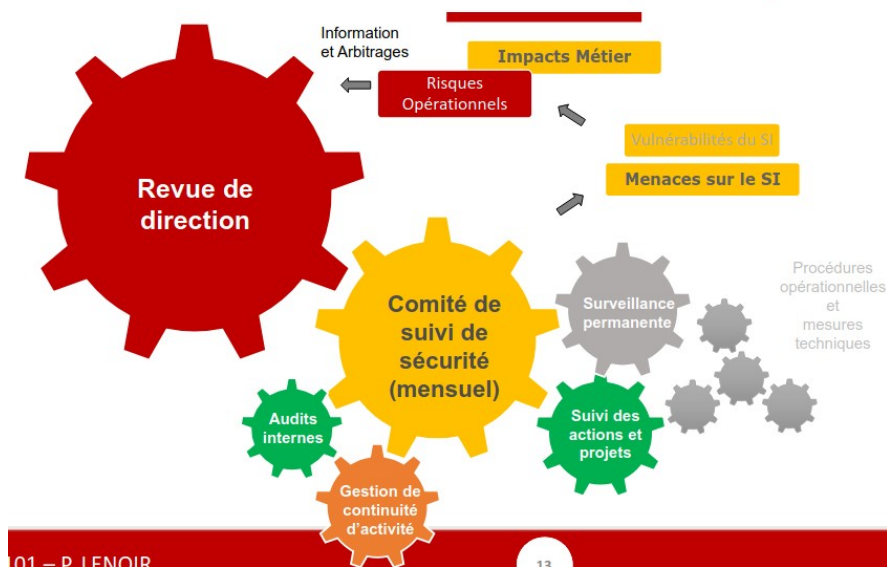 Information
et Arbitrages
Impacts Métier
Risques
Opérationnels
Vulnérabilités du SI
Menaces sur le SI
Revue de
direction
Comité de
suivi de
sécurité
(mensuel)
Surveillance
permanente
Procédures
opérationnelles
et
mesures
techniques
Audits
internes
Suivi des
actions et
projets
Gestion de
continuité
d'activité
101 – P. LENOIR
13